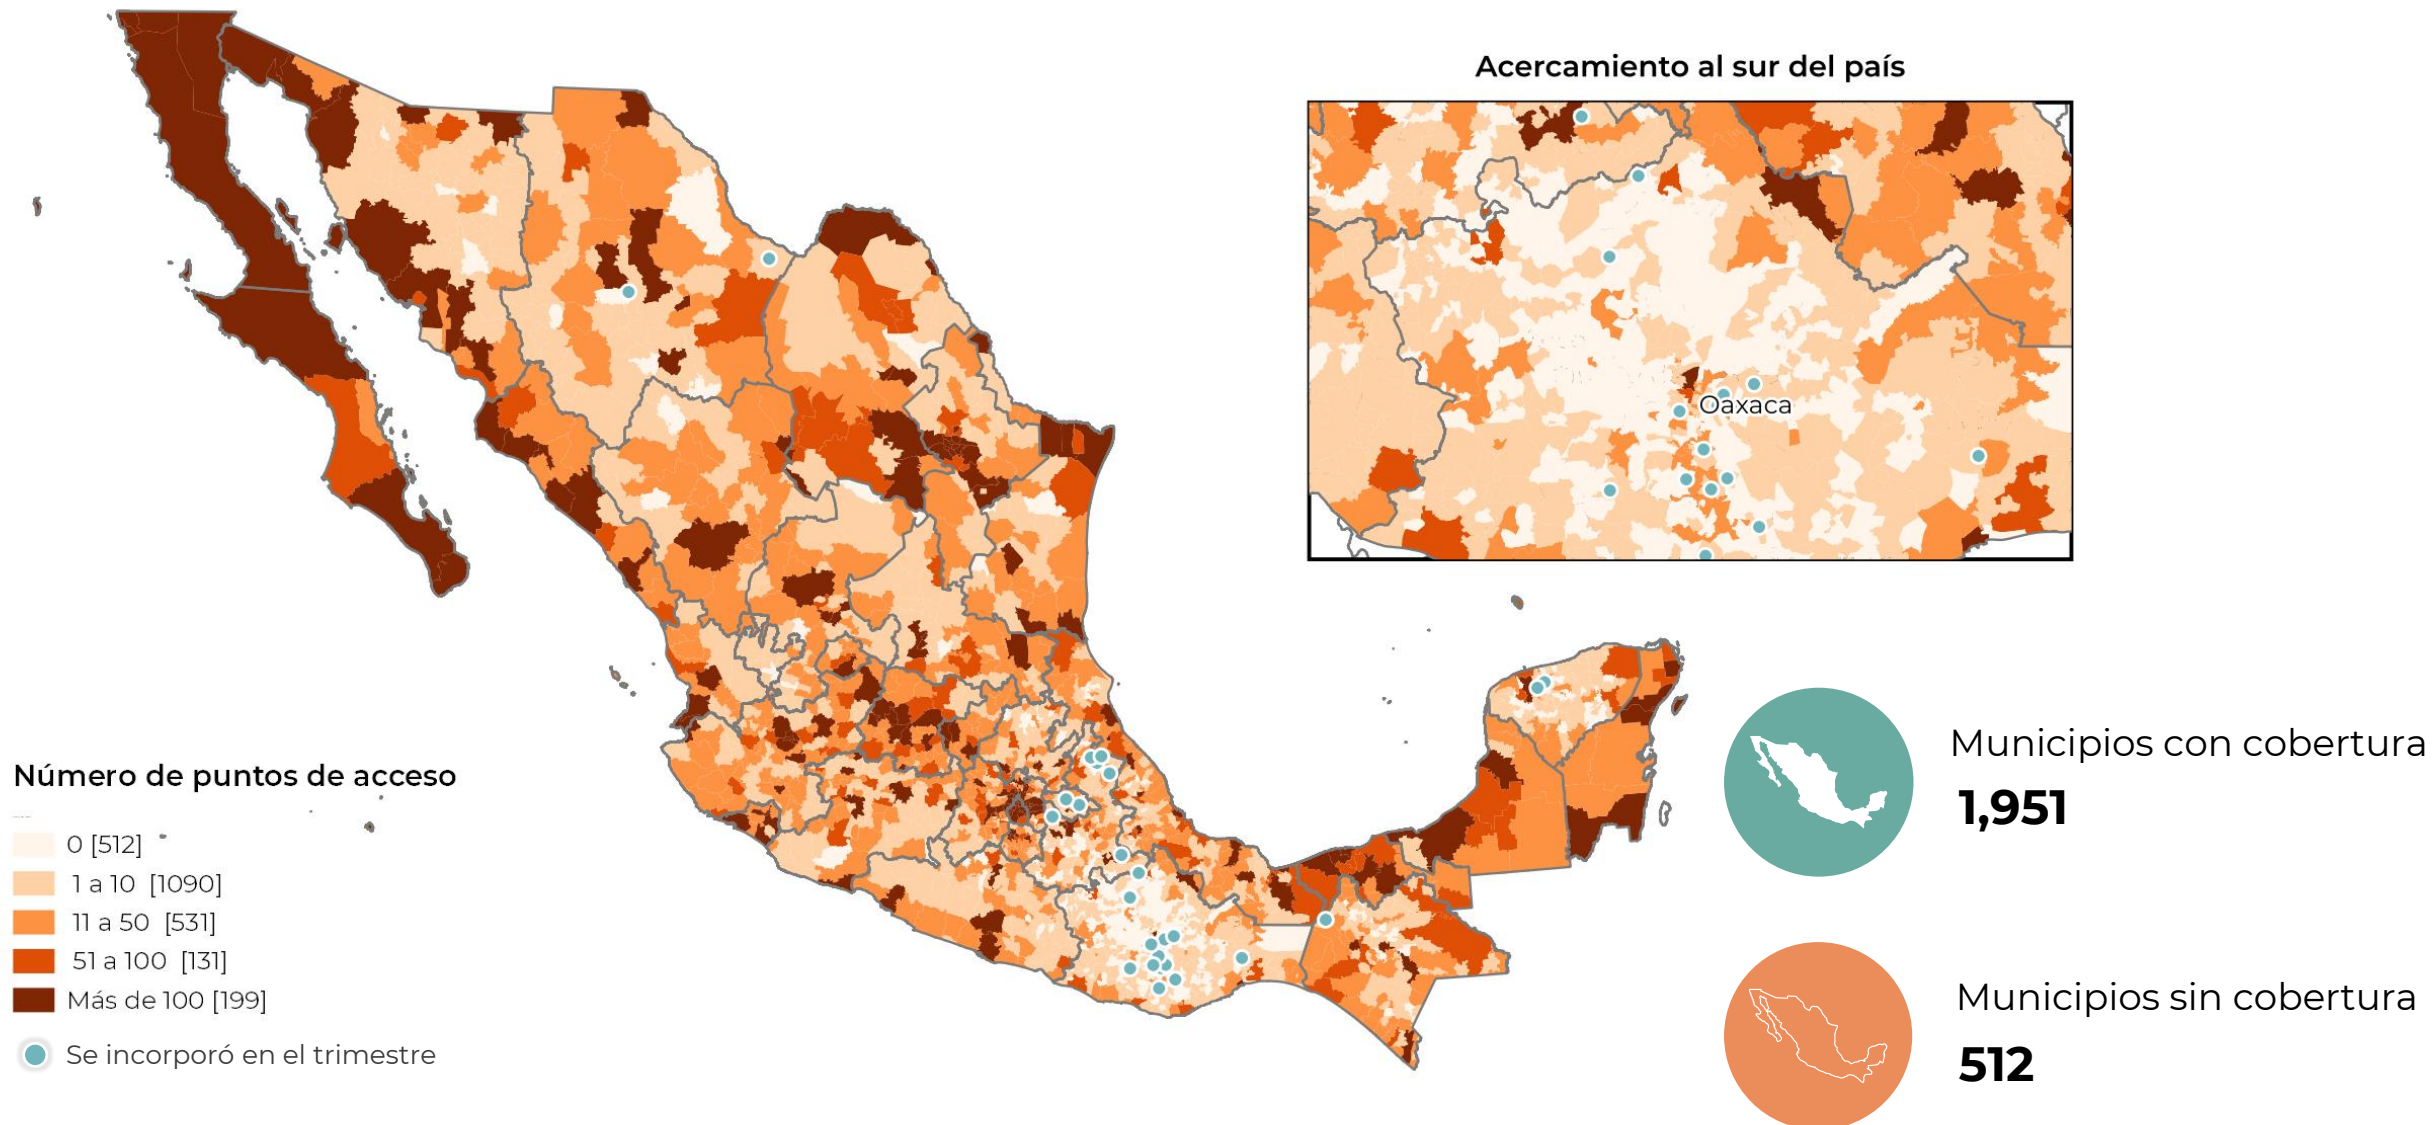 Acercamiento al sur del país
Oaxaca
Número de puntos de acceso
0 [512]
1 a 10 [1090]
11 a 50 [531]
51 a 100 [131]
Más de 100 [199]
Se incorporó en el trimestre
Municipios con cobertura
1,951
Municipios sin cobertura
512